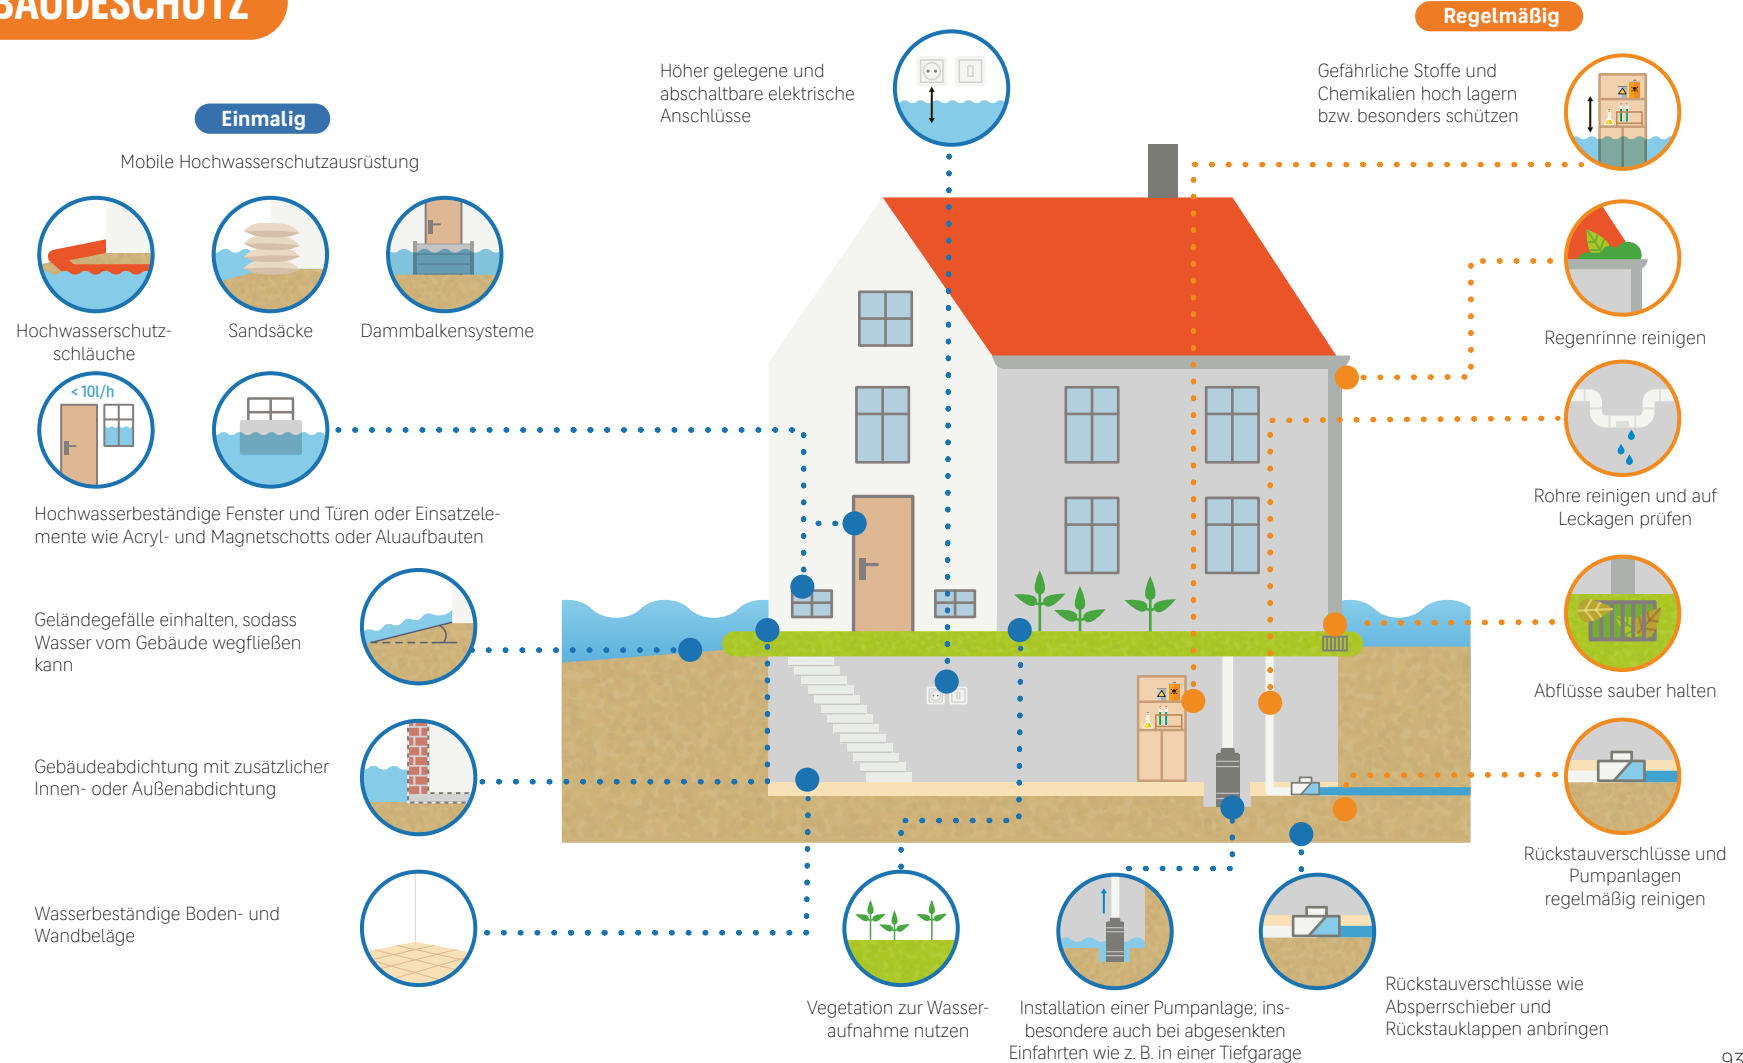 BÄUDESCHUTZ
Einmalig
Mobile Hochwasserschutzausrüstung
Hochwasserschutz-
schläuche
Sandsäcke
Dammbalkensysteme
< 10l/h
Hochwasserbeständige Fenster und Türen oder Einsatzele-
mente wie Acryl- und Magnetschotts oder Aluaufbauten
Geländegefälle einhalten, sodass
Wasser vom Gebäude wegfließen
kann
Gebäudeabdichtung mit zusätzlicher
Innen- oder Außenabdichtung
Wasserbeständige Boden- und
Wandbeläge
Höher gelegene und
abschaltbare elektrische
Anschlüsse
Vegetation zur Wasser-
aufnahme nutzen
Installation einer Pumpanlage; ins-
besondere auch bei abgesenkten
Einfahrten wie z. B. in einer Tiefgarage
Rückstauverschlüsse wie
Absperrschieber und
Rückstauklappen anbringen
Regelmäßig
Gefährliche Stoffe und
Chemikalien hoch lagern
bzw. besonders schützen
Regenrinne reinigen
Rohre reinigen und auf
Leckagen prüfen
Abflüsse sauber halten
Rückstauverschlüsse und
Pumpanlagen
regelmäßig reinigen
93